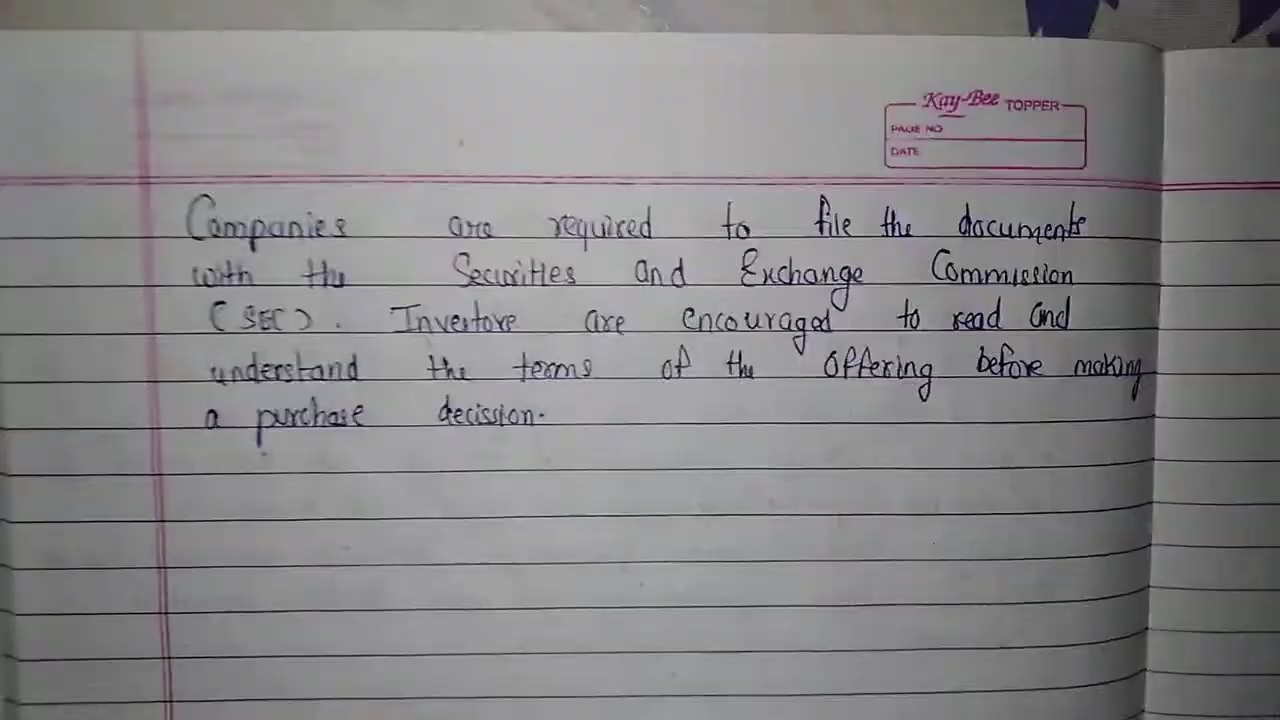 Kay-Bee TOPPER
PAGE NO
DATE
Companies are required to file the documents
with the Securities and Exchange Commission
(SEC). Investors are encouraged to read and
understand the terms of the offering before making
a purchase decission.